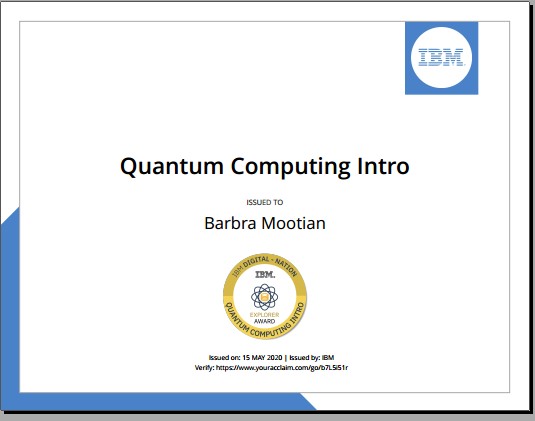 IBM
Quantum Computing Intro
ISSUED TO
Barbra Mootian
IBM DIGITAL - NATION
IBM.
EXPLORER
AWARD
QUANTUM COMPUTING INTRO
Issued on: 15 MAY 2020 | Issued by: IBM
Verify: https://www.youracclaim.com/go/b7L5i51r